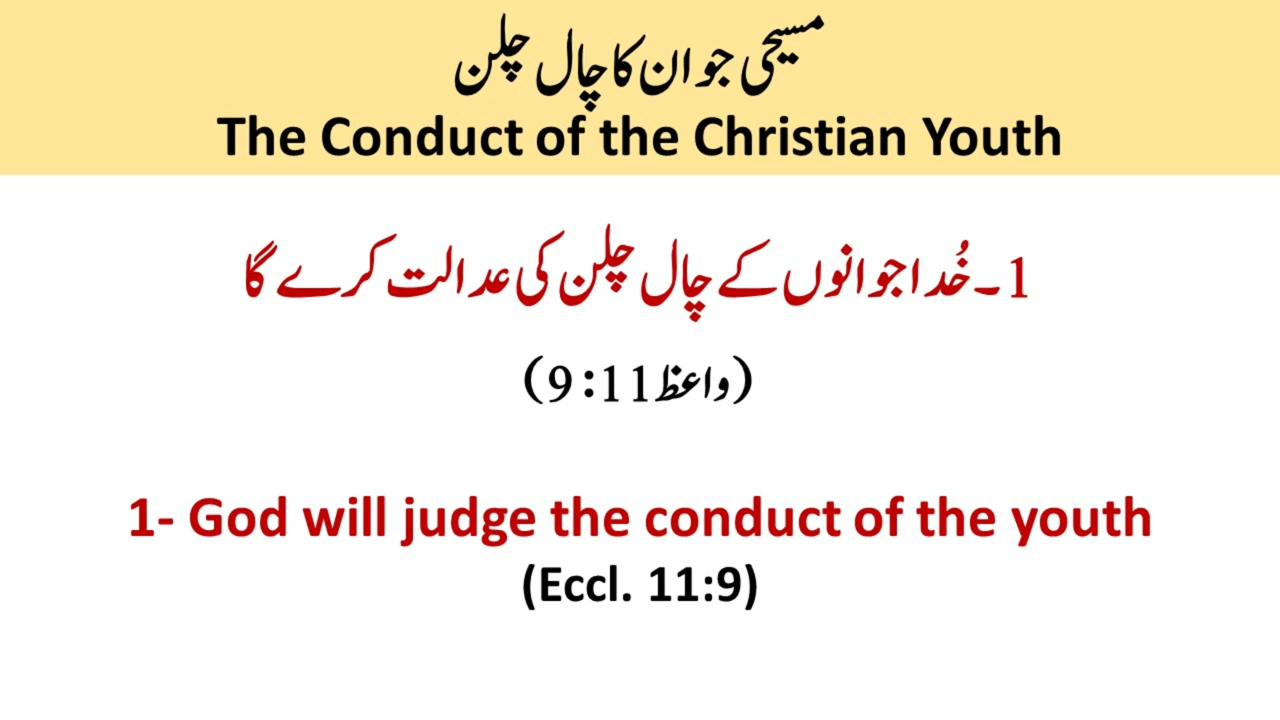 مسیحی جوان کا چال چلن
The Conduct of the Christian Youth
1۔خُدا جوانوں کے چال چلن کی عدالت کرے گا
(واعظ 11:9)
1- God will judge the conduct of the youth
(Eccl. 11:9)